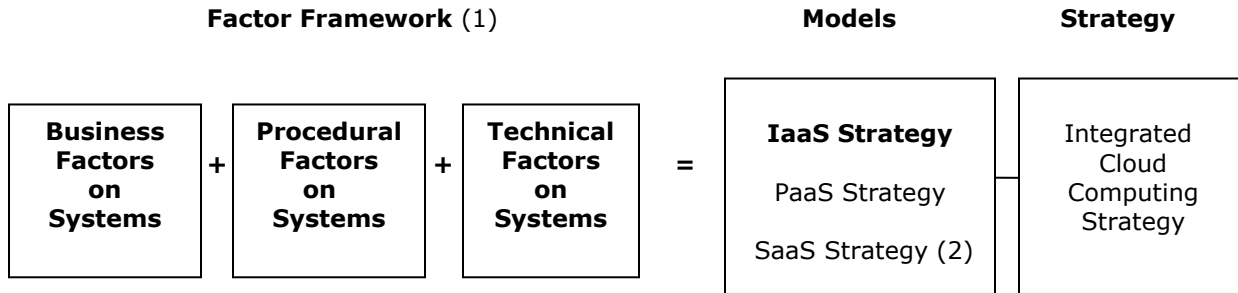 Factor Framework (1)
Models
Strategy
Business
Factors
on
Systems
+
Procedural
Factors
on
Systems
+
Technical
Factors
on
Systems
=
IaaS Strategy
PaaS Strategy
SaaS Strategy (2)
Integrated
Cloud
Computing
Strategy